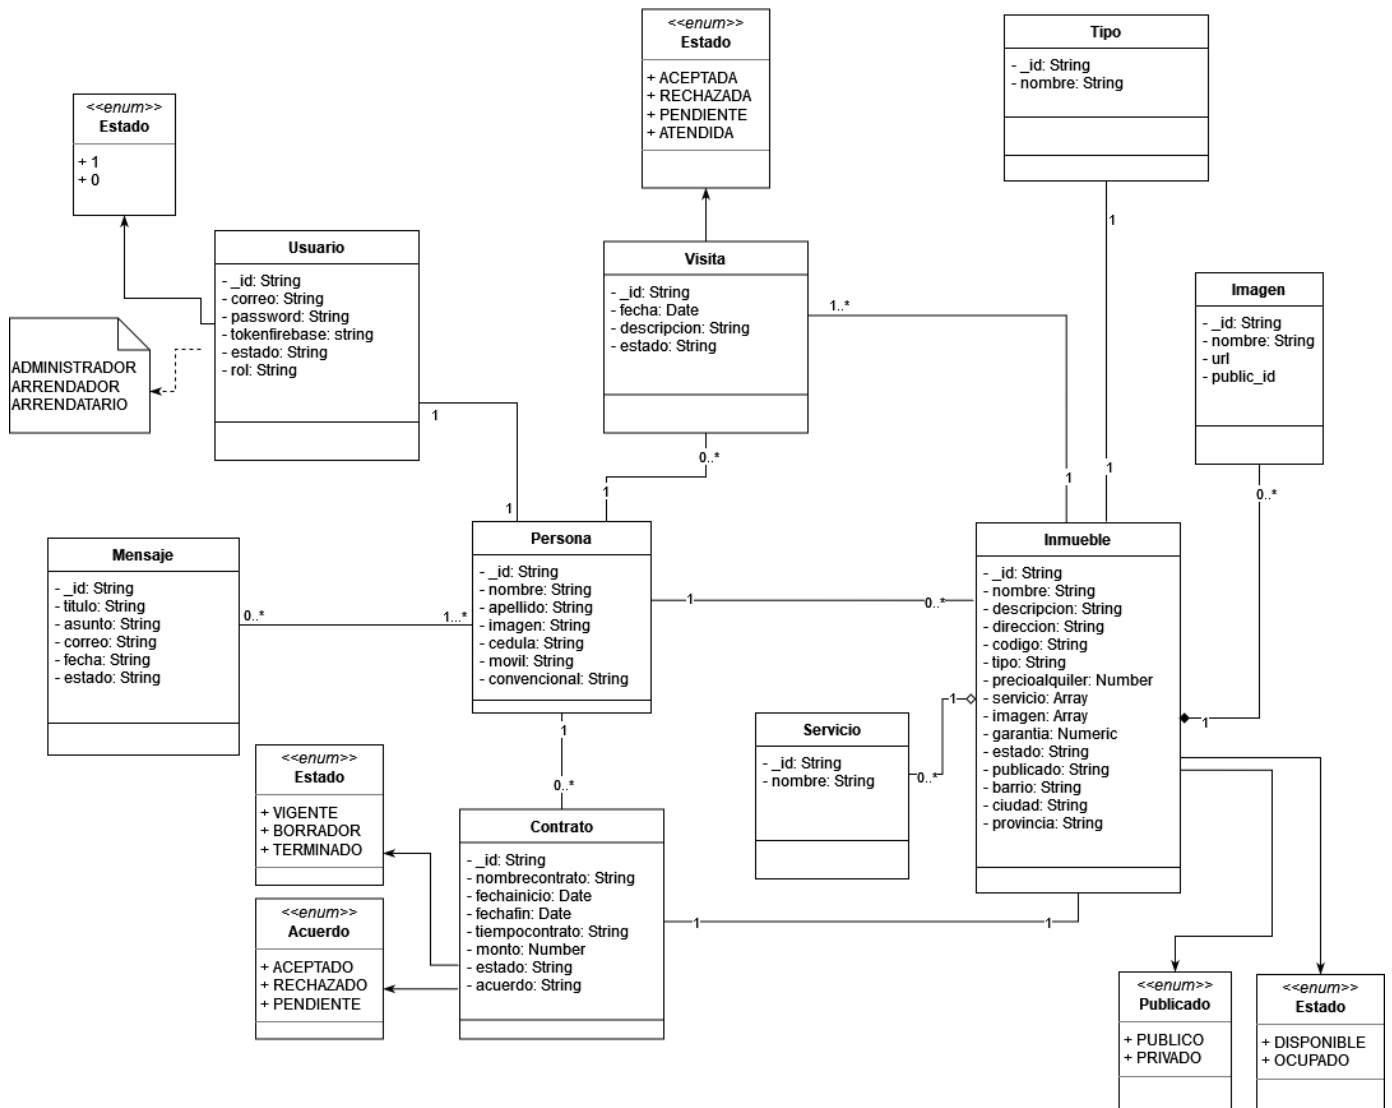 <<enum>>
Estado
+ ACEPTADA
+ RECHAZADA
+ PENDIENTE
+ ATENDIDA
Tipo
- _id: String
- nombre: String
<<enum>>
Estado
+ 1
+ 0
1
Usuario
- _id: String
- correo: String
- password: String
- tokenfirebase: string
- estado: String
- rol: String
ADMINISTRADOR
ARRENDADOR
ARRENDATARIO
Visita
- _id: String
- fecha: Date
- descripcion: String
- estado: String
1..*
Imagen
- _id: String
- nombre: String
- url
- public_id
1
0..*
1
1
1
1
0..*
Mensaje
- _id: String
- titulo: String
- asunto: String
- correo: String
- fecha: String
- estado: String
0..*
1...*
Persona
- _id: String
- nombre: String
- apellido: String
- imagen: String
- cedula: String
- movil: String
- convencional: String
1
0..*
Inmueble
- _id: String
- nombre: String
- descripcion: String
- direccion: String
- codigo: String
- tipo: String
- precioalquiler: Number
- servicio: Array
- imagen: Array
- garantia: Numeric
- estado: String
- publicado: String
- barrio: String
- ciudad: String
- provincia: String
1
1
Servicio
- _id: String
- nombre: String
0..*
1
0..*
<<enum>>
Estado
+ VIGENTE
+ BORRADOR
+ TERMINADO
Contrato
- _id: String
- nombrecontrato: String
- fechainicio: Date
- fechafin: Date
- tiempocontrato: String
- monto: Number
- estado: String
- acuerdo: String
1
1
<<enum>>
Acuerdo
+ ACEPTADO
+ RECHAZADO
+ PENDIENTE
<<enum>>
Publicado
+ PUBLICO
+ PRIVADO
<<enum>>
Estado
+ DISPONIBLE
+ OCUPADO